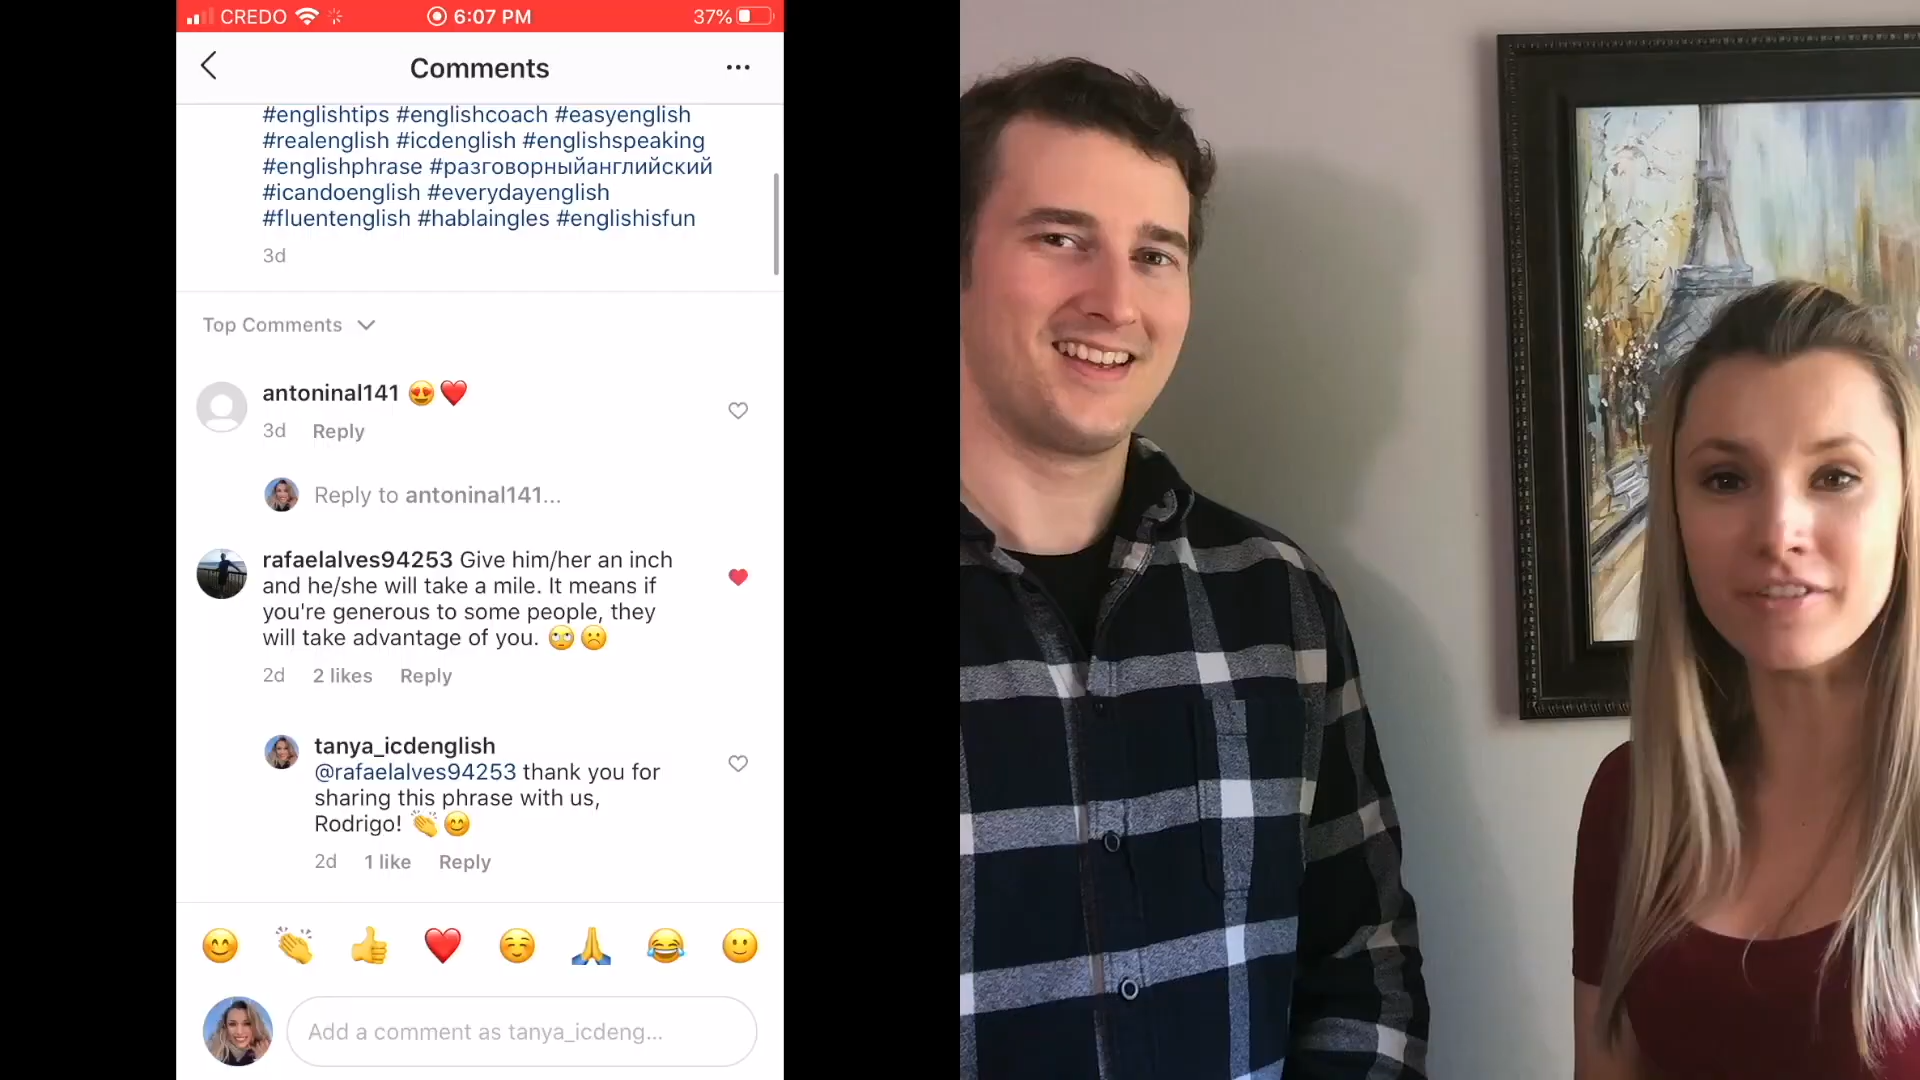 CREDO 6:07 PM 37%
Comments
#englishtips #englishcoach #easyenglish
#realenglish #icdenglish #englishspeaking
#englishphrase #разговорныйанглийский
#icandoenglish #everydayenglish
#fluentenglish #hablaingles #englishisfun
3d
Top Comments
antoninal141 😍❤️
3d Reply
Reply to antoninal141...
rafaelalves94253 Give him/her an inch
and he/she will take a mile. It means if
you're generous to some people, they
will take advantage of you. 🙄☹️
2d 2 likes Reply
tanya_icdenglish
@rafaelalves94253 thank you for
sharing this phrase with us,
Rodrigo! 👏😊
2d 1 like Reply
😊 👏 👍 ❤️ ☺️ 🙏 😂 🙂
Add a comment as tanya_icdeng...